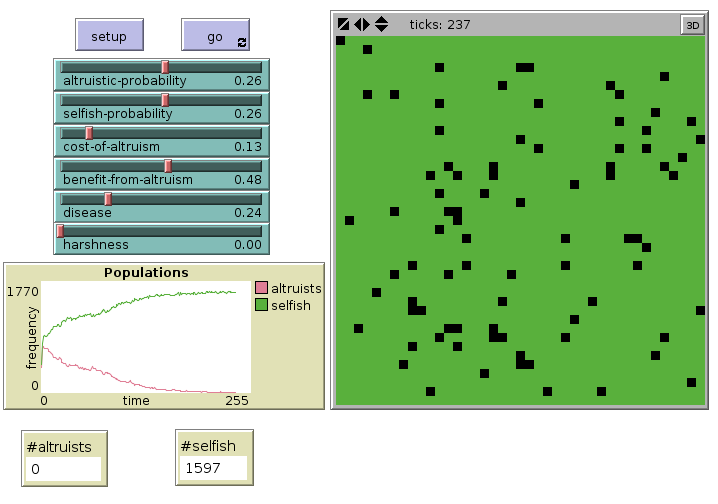 setup
go
ticks: 237
3D
altruistic-probability 0.26
selfish-probability 0.26
cost-of-altruism 0.13
benefit-from-altruism 0.48
disease 0.24
harshness 0.00
Populations
1770
frequency
0
0
time
255
altruists
selfish
#altruists
0
#selfish
1597